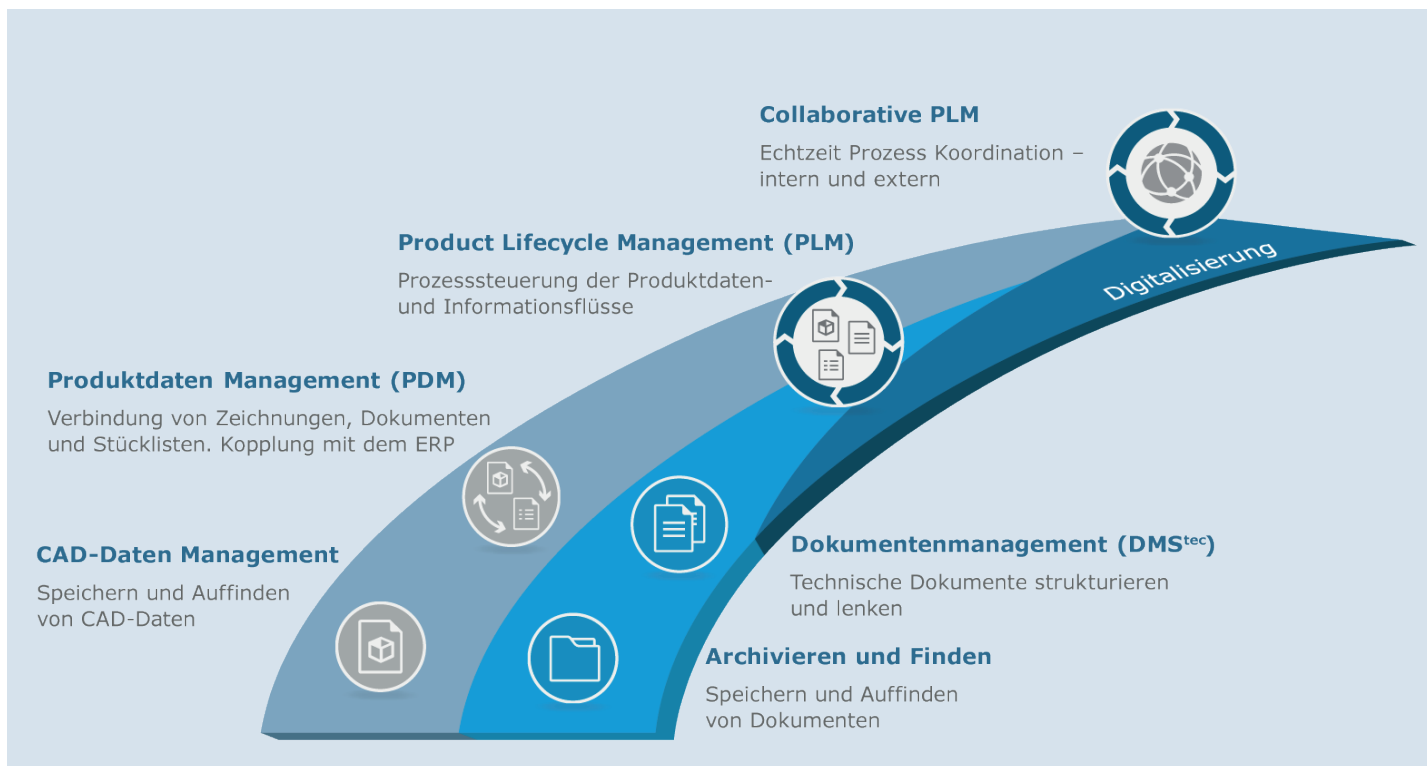 Collaborative PLM
Echtzeit Prozess Koordination –
intern und extern
Product Lifecycle Management (PLM)
Prozesssteuerung der Produktdaten-
und Informationsflüsse
Digitalisierung
Produktdaten Management (PDM)
Verbindung von Zeichnungen, Dokumenten
und Stücklisten. Kopplung mit dem ERP
CAD-Daten Management
Speichern und Auffinden
von CAD-Daten
Dokumentenmanagement (DMSᵗᵉᶜ)
Technische Dokumente strukturieren
und lenken
Archivieren und Finden
Speichern und Auffinden
von Dokumenten